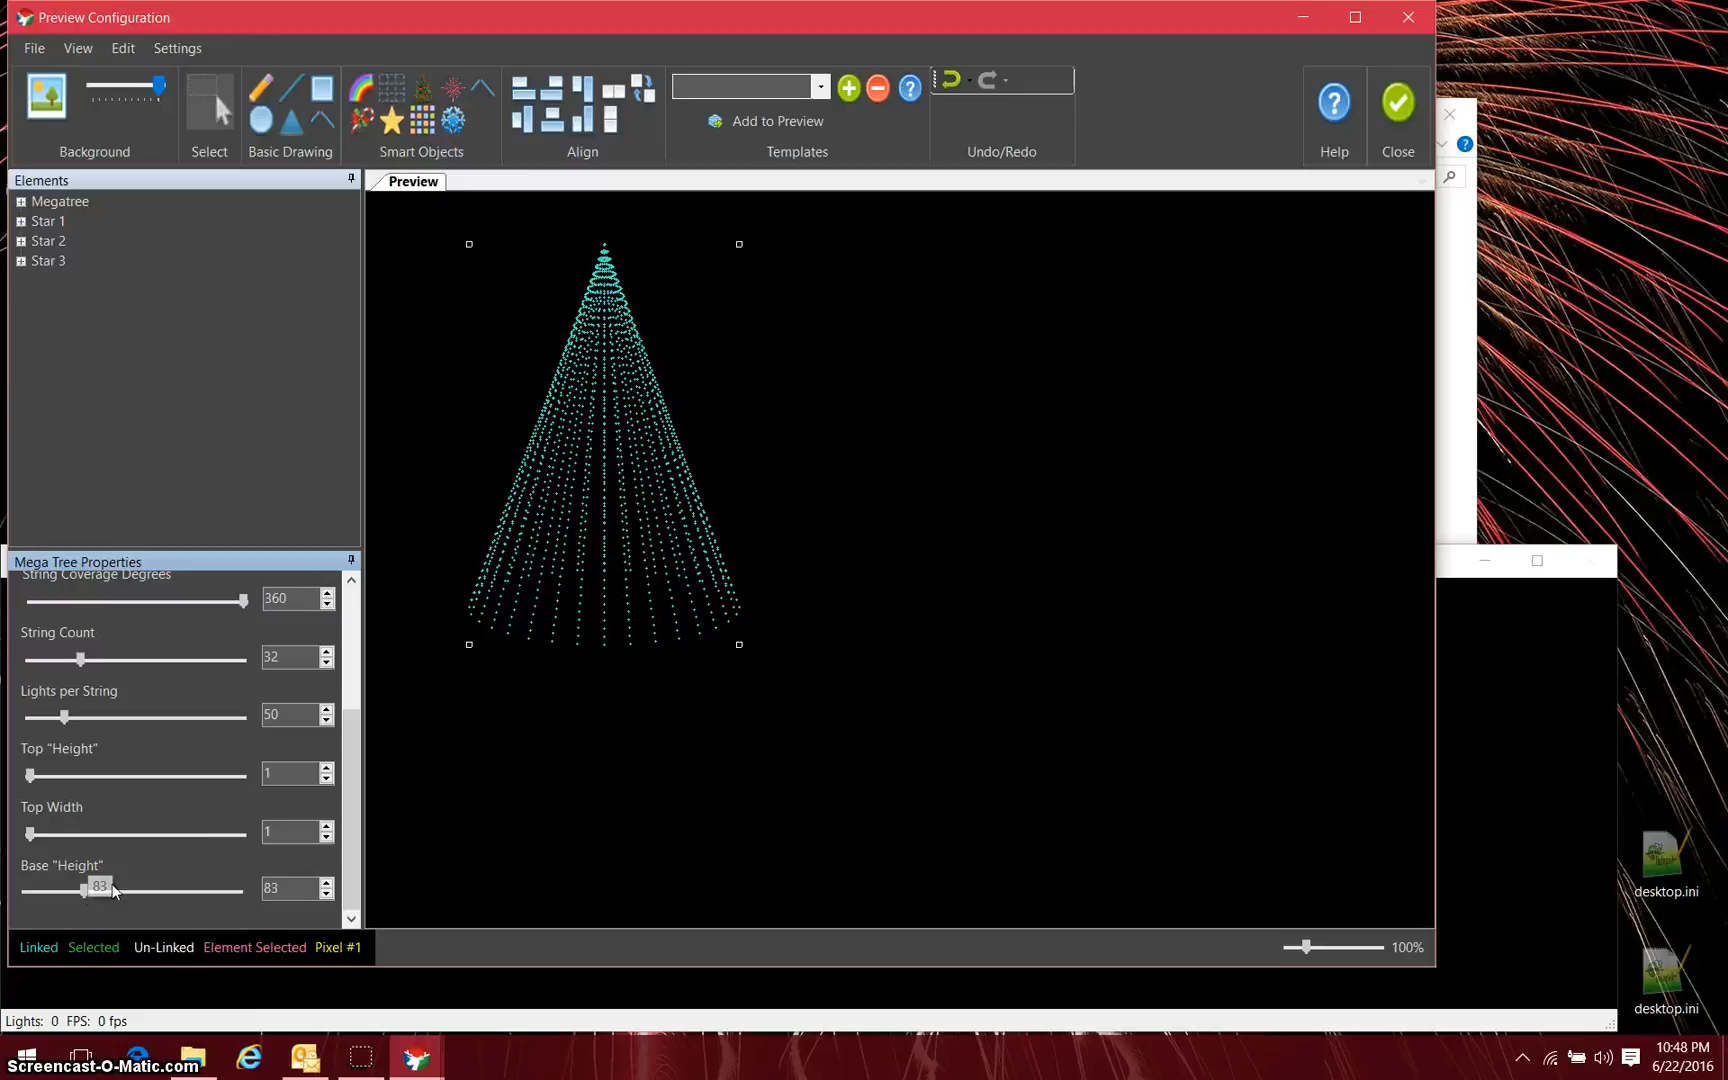 Preview Configuration
File View Edit Settings
Background Select Basic Drawing Smart Objects Align Templates Undo/Redo Help Close
Add to Preview
Elements
Megatree
Star 1
Star 2
Star 3
Preview
Mega Tree Properties
String Coverage Degrees
360
String Count
32
Lights per String
50
Top "Height"
1
Top Width
1
Base "Height"
83
83
Linked Selected Un-Linked Element Selected Pixel #1
100%
desktop.ini
desktop.ini
Lights: 0 FPS: 0 fps
Screencast-O-Matic.com
10:48 PM
6/22/2016